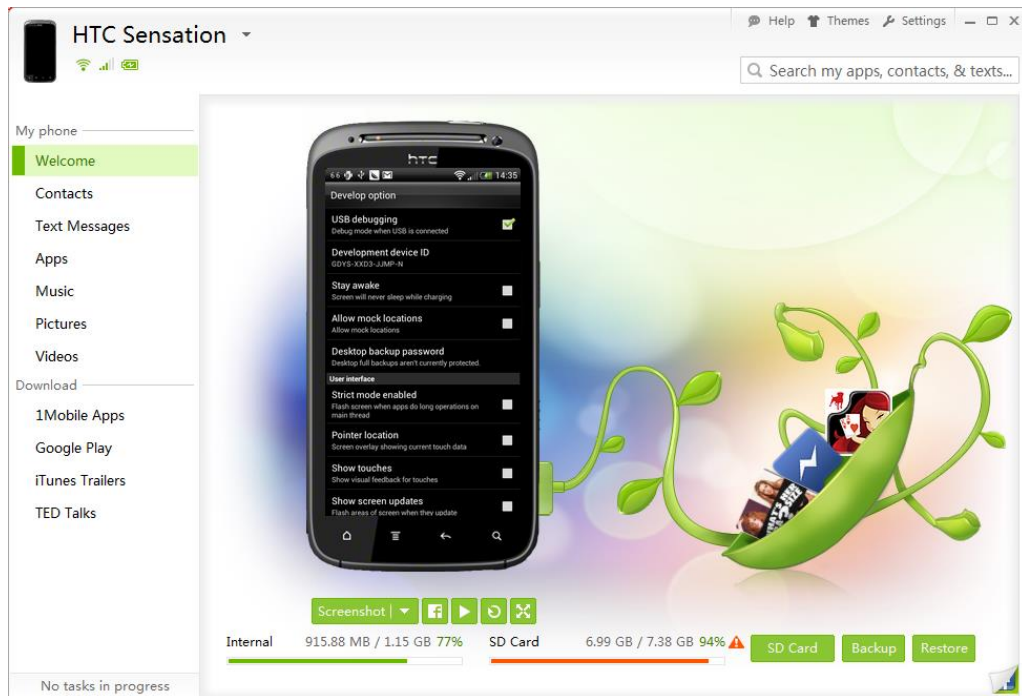 HTC Sensation
Help Themes Settings
Search my apps, contacts, & texts...
My phone
Welcome
Contacts
Text Messages
Apps
Music
Pictures
Videos
Download
1Mobile Apps
Google Play
iTunes Trailers
TED Talks
No tasks in progress
hTC
14:35
Develop option
USB debugging
Debug mode when USB is connected
Development device ID
GDYS-XXD3-JJMP-N
Stay awake
Screen will never sleep while charging
Allow mock locations
Allow mock locations
Desktop backup password
Desktop full backups aren't currently protected.
User interface
Strict mode enabled
Flash screen when apps do long operations on
main thread
Pointer location
Screen overlay showing current touch data
Show touches
Show visual feedback for touches
Show screen updates
Flash areas of screen when they update
WHAT'S HER
SIZE
Screenshot
Internal 915.88 MB / 1.15 GB 77% SD Card 6.99 GB / 7.38 GB 94%
SD Card Backup Restore